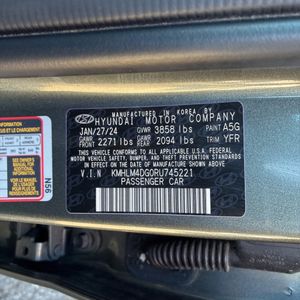 MANUFACTURED IN KOREA BY
HYUNDAI MOTOR COMPANY
JAN/27/24 GVWR 3858 lbs PAINT A5G
GAWR FRONT 2271 lbs GAWR REAR 2094 lbs TRIM YFR
THIS VEHICLE CONFORMS TO ALL APPLICABLE U.S.A. FEDERAL
MOTOR VEHICLE SAFETY, BUMPER, AND THEFT PREVENTION STANDARDS
IN EFFECT ON THE DATE OF MANUFACTURE SHOWN ABOVE.
V.I.N KMHLM4DG0RU745221
PASSENGER CAR
N56